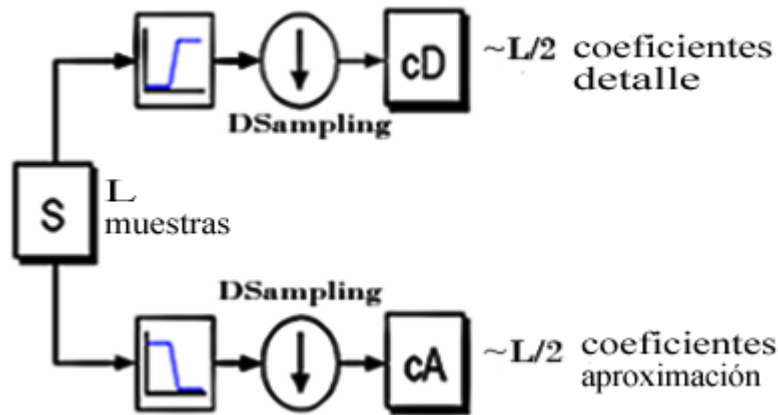 cD
~L/2 coeficientes
detalle
DSampling
S
L
muestras
DSampling
cA
~L/2 coeficientes
aproximación